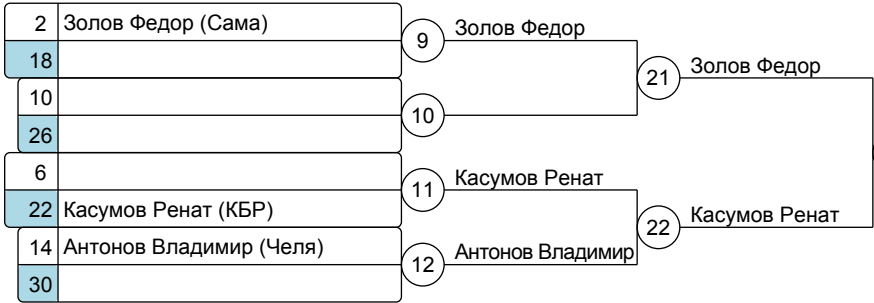 2 Золов Федор (Сама)
18
10
26
6
22 Касумов Ренат (КБР)
14 Антонов Владимир (Челя)
30
9 Золов Федор
10
11 Касумов Ренат
12 Антонов Владимир
21 Золов Федор
22 Касумов Ренат